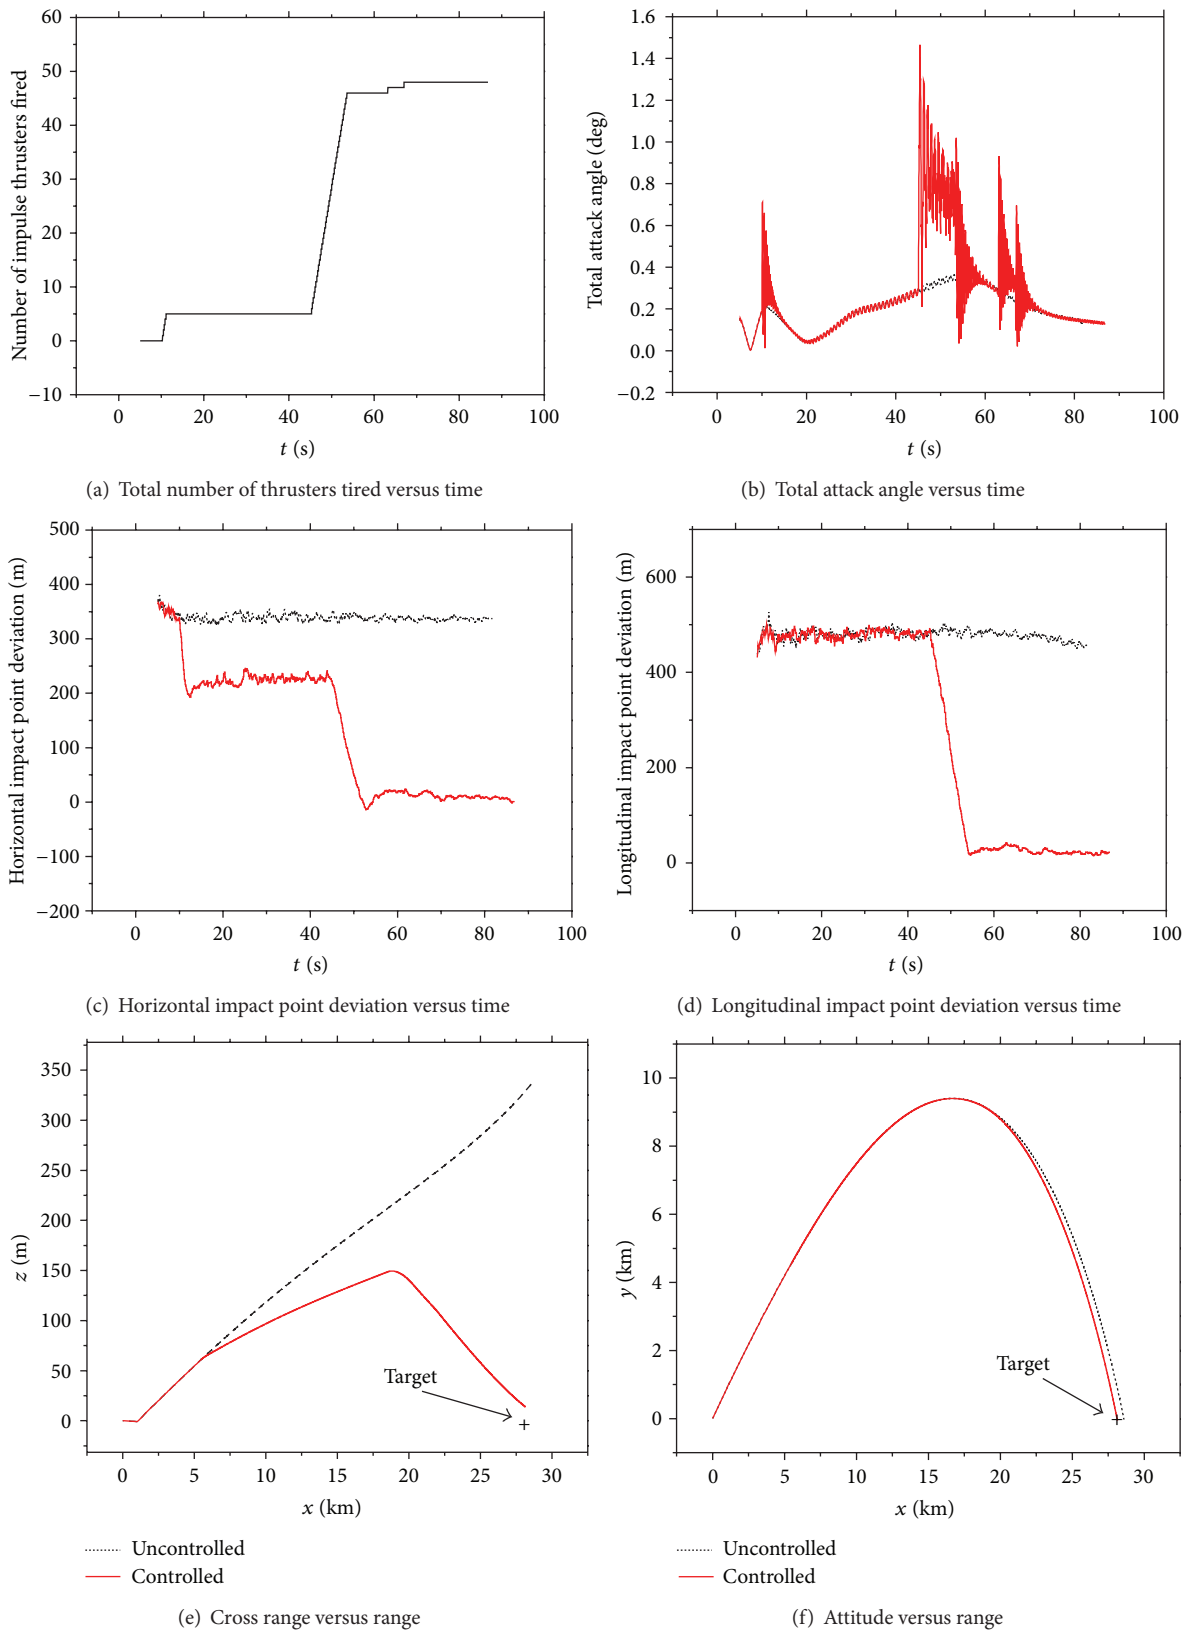 60
50
40
30
20
10
0
−10
Number of impulse thrusters fired
0 20 40 60 80 100
t (s)
(a) Total number of thrusters tired versus time
1.6
1.4
1.2
1.0
0.8
0.6
0.4
0.2
0.0
−0.2
Total attack angle (deg)
0 20 40 60 80 100
t (s)
(b) Total attack angle versus time
500
400
300
200
100
0
−100
−200
Horizontal impact point deviation (m)
0 20 40 60 80 100
t (s)
(c) Horizontal impact point deviation versus time
600
400
200
0
Longitudinal impact point deviation (m)
0 20 40 60 80 100
t (s)
(d) Longitudinal impact point deviation versus time
350
300
250
200
150
100
50
0
z (m)
Target
0 5 10 15 20 25 30
x (km)
Uncontrolled
Controlled
(e) Cross range versus range
10
8
6
4
2
0
y (km)
Target
0 5 10 15 20 25 30
x (km)
Uncontrolled
Controlled
(f) Attitude versus range